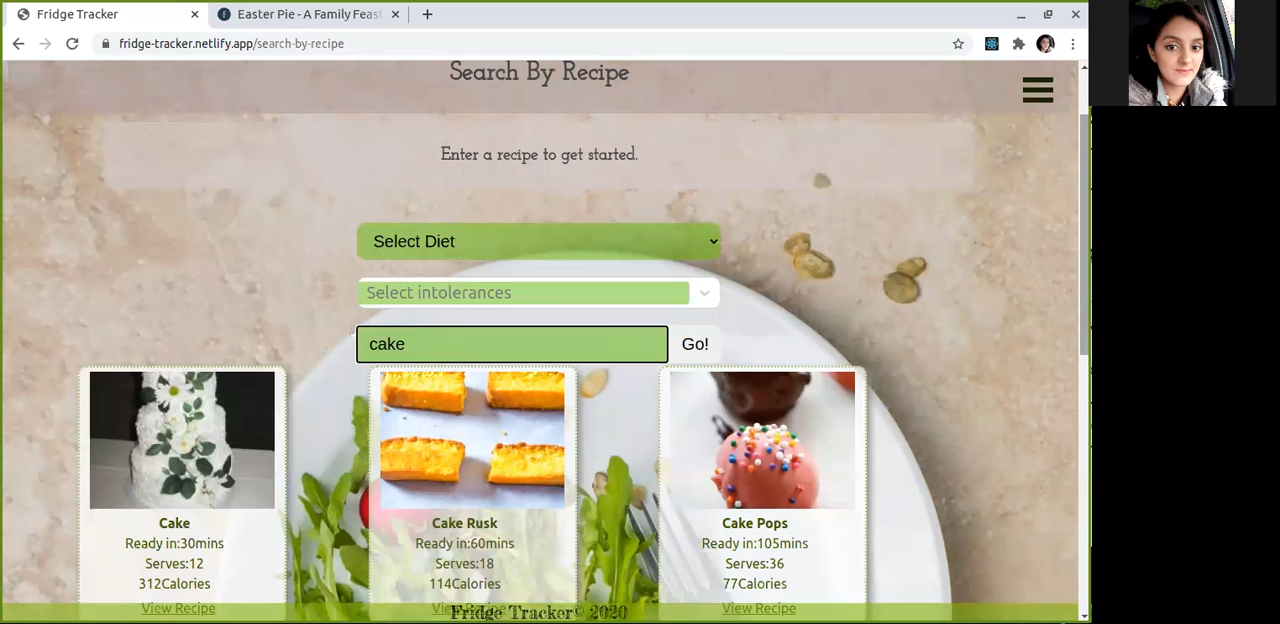 Fridge Tracker
Easter Pie - A Family Feast
fridge-tracker.netlify.app/search-by-recipe
Search By Recipe
Enter a recipe to get started.
Select Diet
Select intolerances
cake
Go!
Cake
Ready in:30mins
Serves:12
312Calories
View Recipe
Cake Rusk
Ready in:60mins
Serves:18
114Calories
Cake Pops
Ready in:105mins
Serves:36
77Calories
View Recipe
Fridge Tracker© 2020